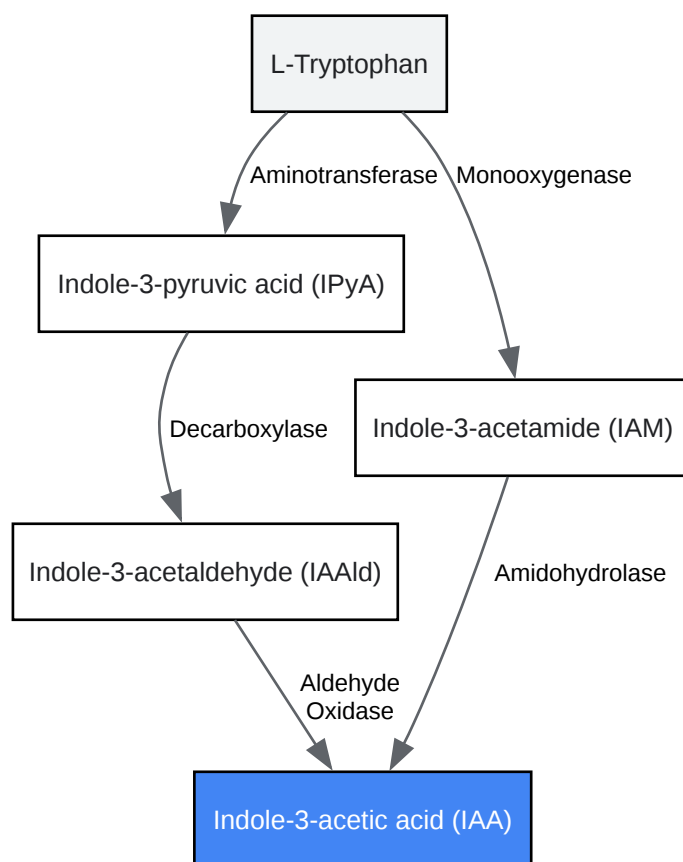 L-Tryptophan
Aminotransferase
Monooxygenase
Indole-3-pyruvic acid (IPyA)
Decarboxylase
Indole-3-acetamide (IAM)
Indole-3-acetaldehyde (IAAld)
Amidohydrolase
Aldehyde
Oxidase
Indole-3-acetic acid (IAA)